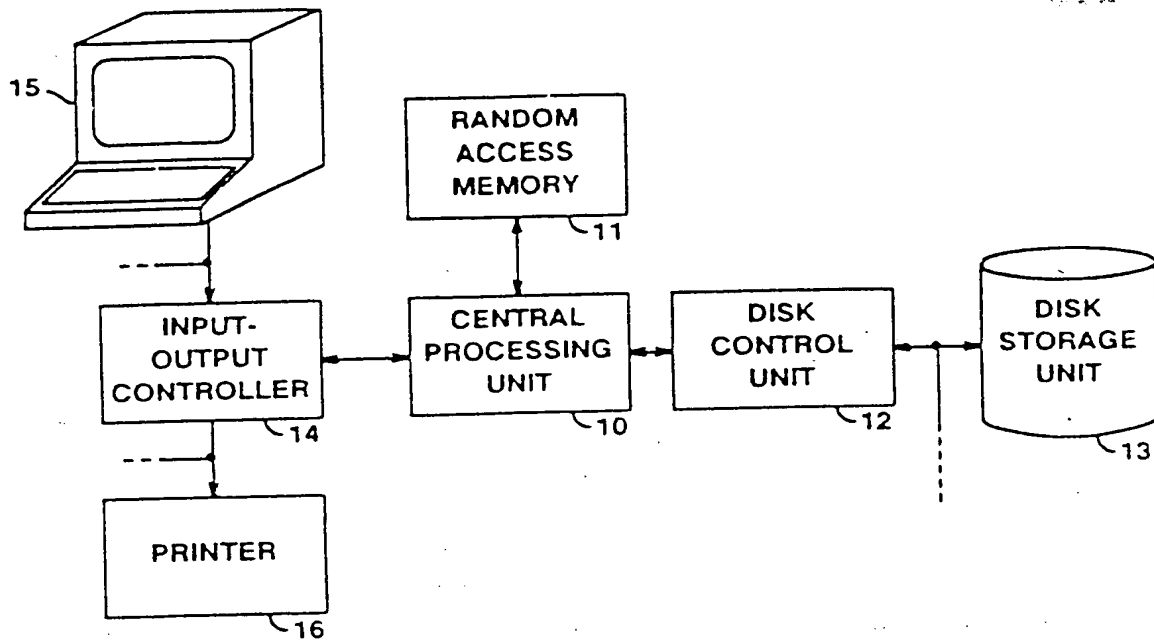 15
RANDOM
ACCESS
MEMORY
11
INPUT-
OUTPUT
CONTROLLER
14
CENTRAL
PROCESSING
UNIT
10
DISK
CONTROL
UNIT
12
DISK
STORAGE
UNIT
13
PRINTER
16